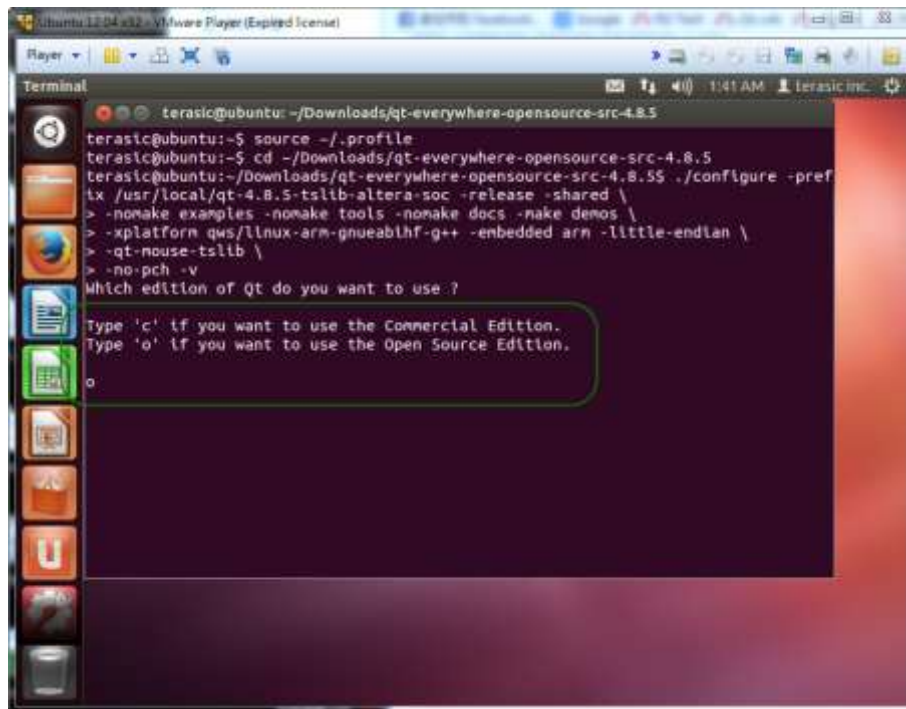 Ubuntu 12.04 x32 - VMware Player (Expired license)
Player
Terminal
1:41 AM
terasic inc.
terasic@ubuntu: ~/Downloads/qt-everywhere-opensource-src-4.8.5
terasic@ubuntu:~$ source ~/.profile
terasic@ubuntu:~$ cd ~/Downloads/qt-everywhere-opensource-src-4.8.5
terasic@ubuntu:~/Downloads/qt-everywhere-opensource-src-4.8.5$ ./configure -pref
ix /usr/local/qt-4.8.5-tslib-altera-soc -release -shared \
> -nomake examples -nomake tools -nomake docs -make demos \
> -xplatform qws/linux-arm-gnueabihf-g++ -embedded arm -little-endian \
> -qt-mouse-tslib \
> -no-pch -v
Which edition of Qt do you want to use ?
Type 'c' if you want to use the Commercial Edition.
Type 'o' if you want to use the Open Source Edition.
o